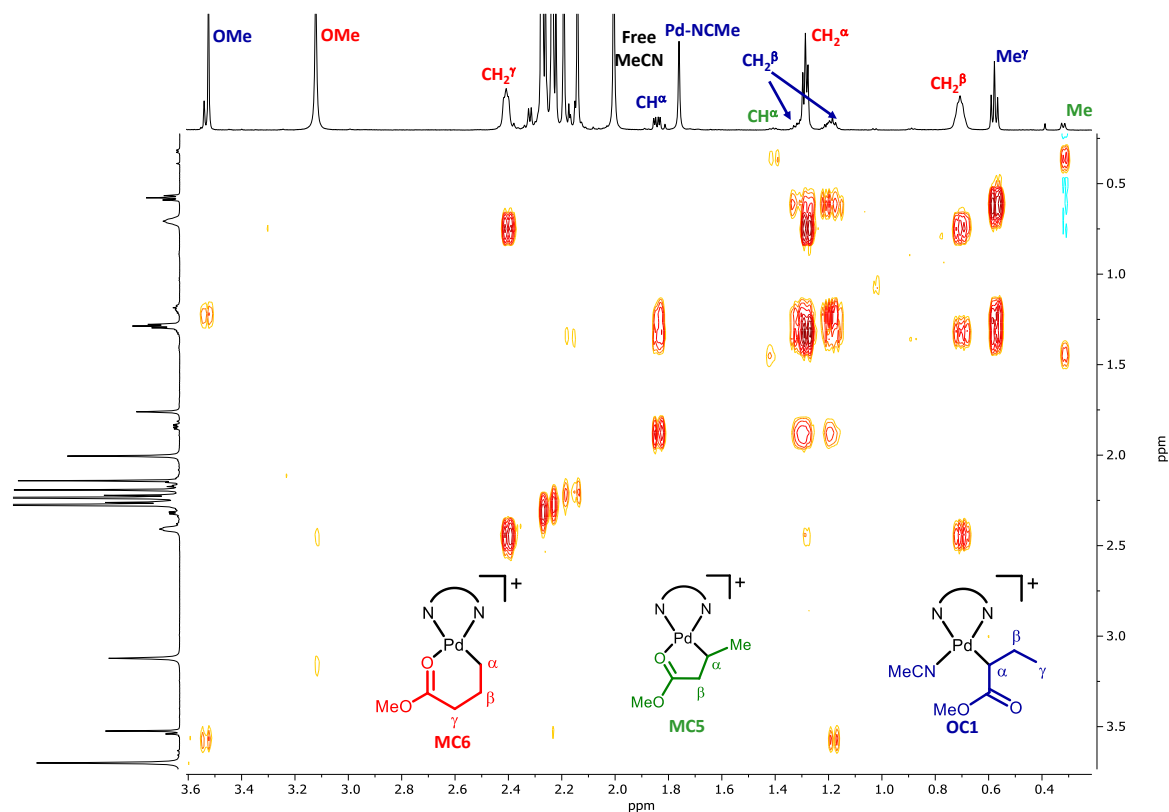 OMe
OMe
CH₂γ
Free
MeCN
Pd-NCMe
CHα
CH₂β
CHα
CH₂α
CH₂β
Meγ
Me
0.5
1.0
1.5
2.0
2.5
3.0
3.5
ppm
+
N
N
Pd
O
α
β
γ
MeO
MC6
+
N
N
Pd
O
Me
α
β
MeO
MC5
+
N
N
Pd
β
MeCN
α
γ
MeO
O
OC1
3.6 3.4 3.2 3.0 2.8 2.6 2.4 2.2 2.0 1.8 1.6 1.4 1.2 1.0 0.8 0.6 0.4
ppm